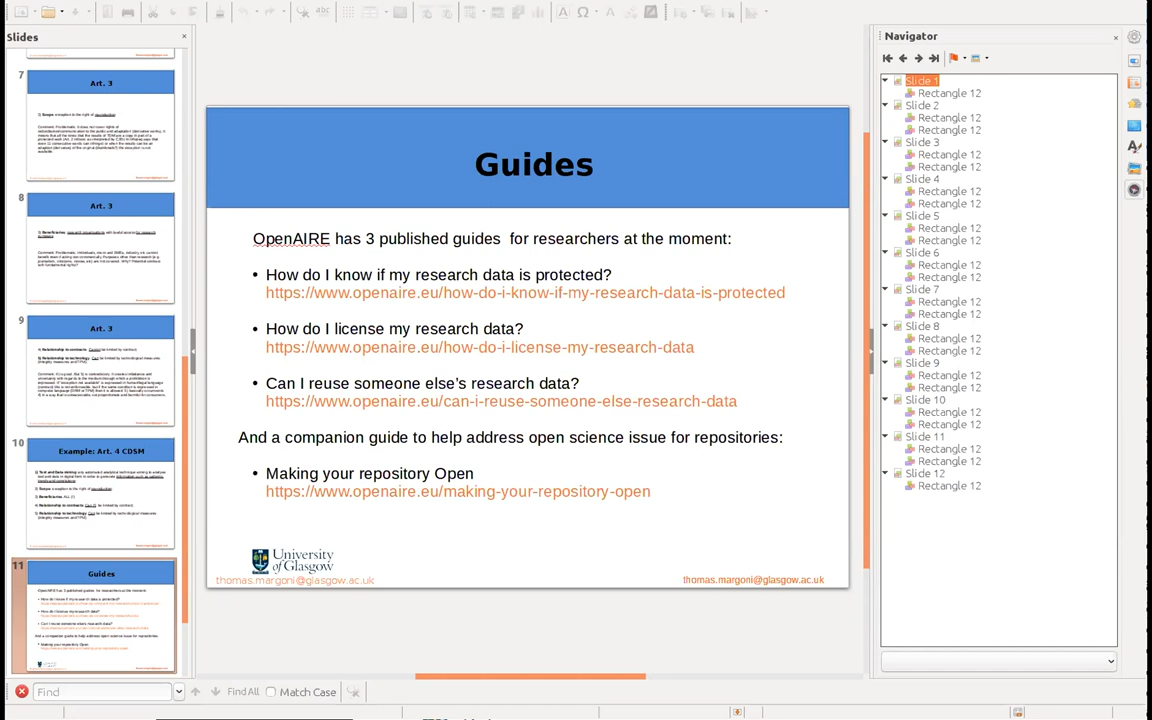 Slides
7
Art. 3
8
Art. 3
9
Art. 3
10
Example: Art. 4 CDSM
11
Guides
Guides
OpenAIRE has 3 published guides for researchers at the moment:
• How do I know if my research data is protected?
https://www.openaire.eu/how-do-i-know-if-my-research-data-is-protected
• How do I license my research data?
https://www.openaire.eu/how-do-i-license-my-research-data
• Can I reuse someone else's research data?
https://www.openaire.eu/can-i-reuse-someone-else-research-data
And a companion guide to help address open science issue for repositories:
• Making your repository Open
https://www.openaire.eu/making-your-repository-open
University
of Glasgow
thomas.margoni@glasgow.ac.uk
thomas.margoni@glasgow.ac.uk
Navigator
Slide 1
Rectangle 12
Slide 2
Rectangle 12
Rectangle 12
Slide 3
Rectangle 12
Rectangle 12
Slide 4
Rectangle 12
Rectangle 12
Slide 5
Rectangle 12
Rectangle 12
Slide 6
Rectangle 12
Rectangle 12
Slide 7
Rectangle 12
Rectangle 12
Slide 8
Rectangle 12
Rectangle 12
Slide 9
Rectangle 12
Rectangle 12
Slide 10
Rectangle 12
Rectangle 12
Slide 11
Rectangle 12
Rectangle 12
Slide 12
Rectangle 12
Find
Find All
Match Case